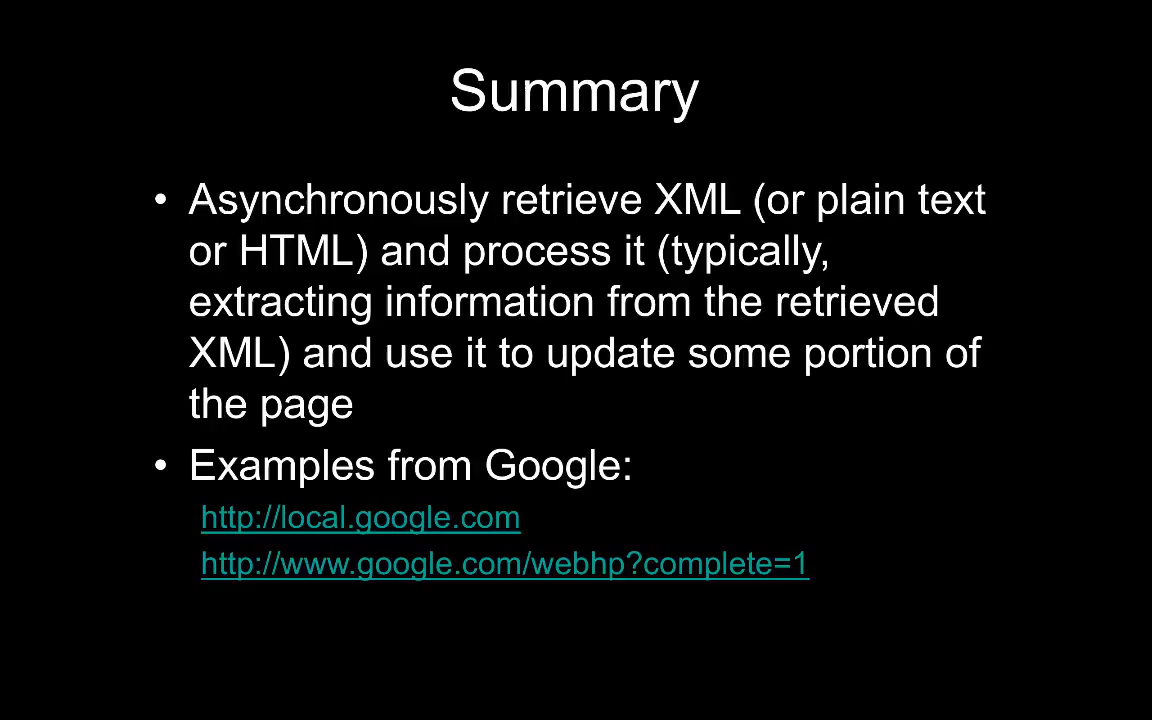 Summary
• Asynchronously retrieve XML (or plain text
or HTML) and process it (typically,
extracting information from the retrieved
XML) and use it to update some portion of
the page
• Examples from Google:
http://local.google.com
http://www.google.com/webhp?complete=1